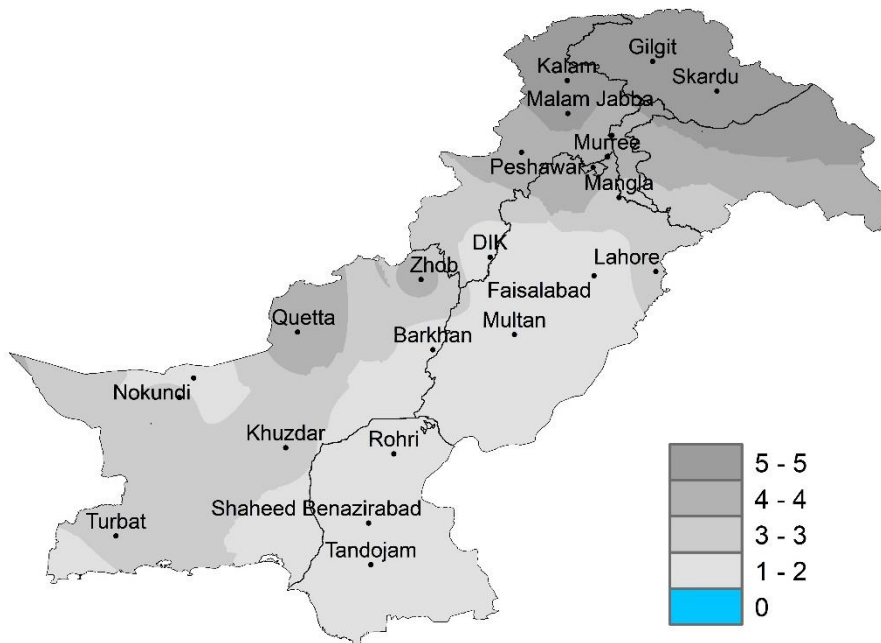 Gilgit
Kalam
Skardu
Malam Jabba
Murree
Peshawar
Mangla
DIK
Lahore
Zhob
Faisalabad
Quetta
Multan
Barkhan
Nokundi
Khuzdar
Rohri
Shaheed Benazirabad
Turbat
Tandojam
5 - 5
4 - 4
3 - 3
1 - 2
0